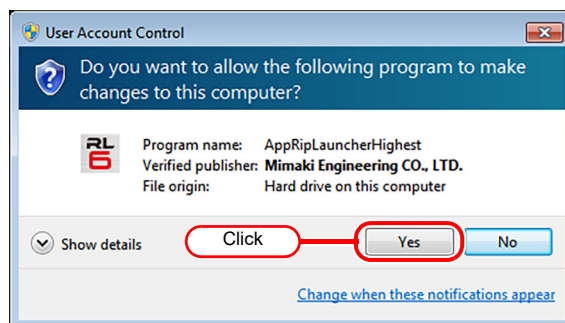 User Account Control
Do you want to allow the following program to make
changes to this computer?
RL
6
Program name: AppRipLauncherHighest
Verified publisher: Mimaki Engineering CO., LTD.
File origin: Hard drive on this computer
Show details
Click
Yes
No
Change when these notifications appear